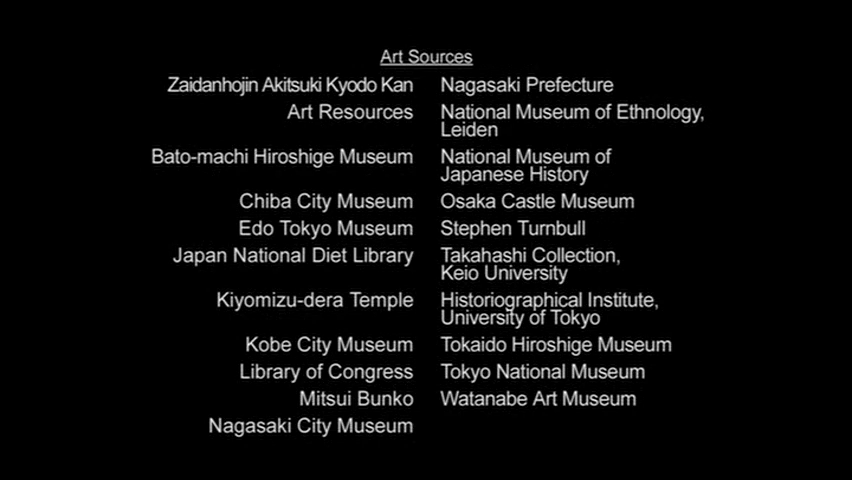 Art Sources
Zaidanhojin Akitsuki Kyodo Kan
Art Resources
Bato-machi Hiroshige Museum
Chiba City Museum
Edo Tokyo Museum
Japan National Diet Library
Kiyomizu-dera Temple
Kobe City Museum
Library of Congress
Mitsui Bunko
Nagasaki City Museum
Nagasaki Prefecture
National Museum of Ethnology,
Leiden
National Museum of
Japanese History
Osaka Castle Museum
Stephen Turnbull
Takahashi Collection,
Keio University
Historiographical Institute,
University of Tokyo
Tokaido Hiroshige Museum
Tokyo National Museum
Watanabe Art Museum